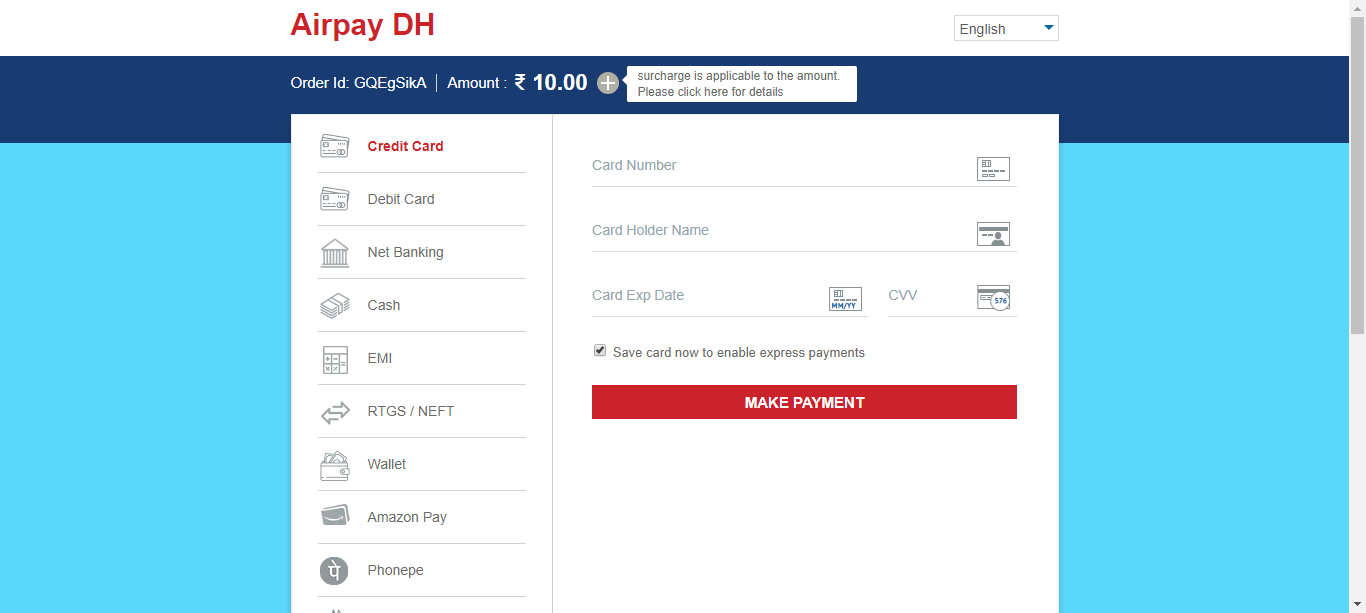 Airpay DH
English
Order Id: GQEgSikA
Amount : ₹ 10.00
surcharge is applicable to the amount.
Please click here for details
Credit Card
Debit Card
Net Banking
Cash
EMI
RTGS / NEFT
Wallet
Amazon Pay
पे
Phonepe
Card Number
Card Holder Name
Card Exp Date
MM/YY
CVV
576
Save card now to enable express payments
MAKE PAYMENT